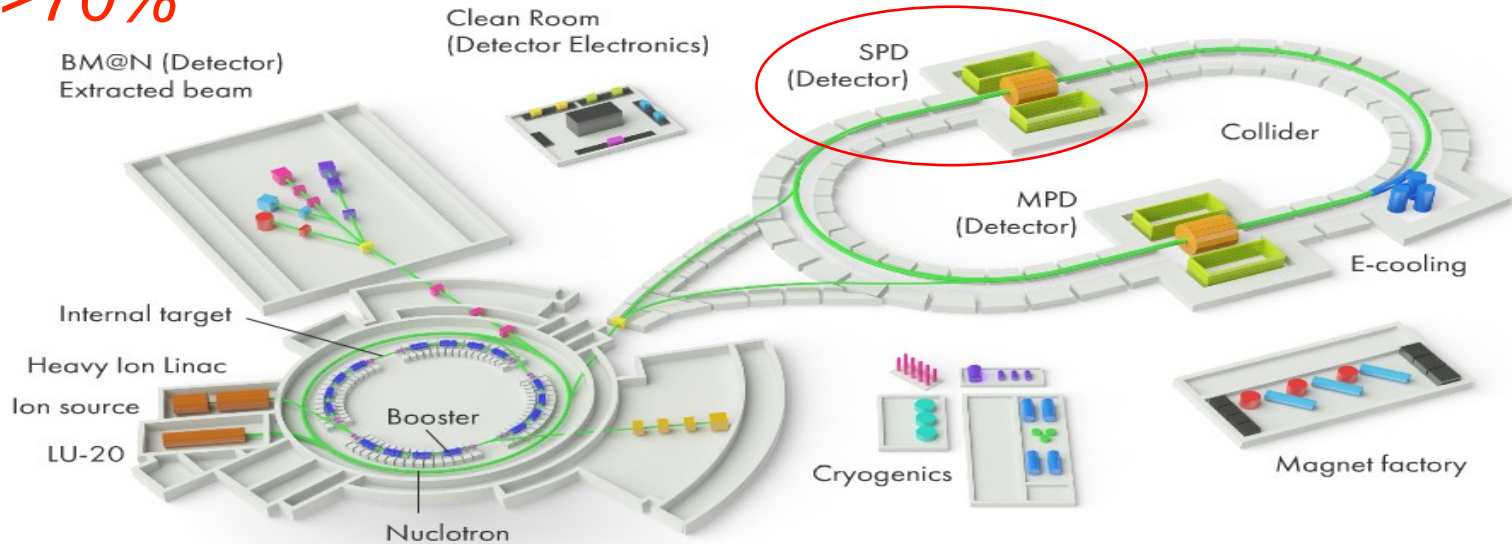 >70%
Clean Room
(Detector Electronics)
BM@N (Detector)
Extracted beam
SPD
(Detector)
Collider
MPD
(Detector)
E-cooling
Internal target
Heavy Ion Linac
Ion source
Booster
LU-20
Cryogenics
Magnet factory
Nuclotron